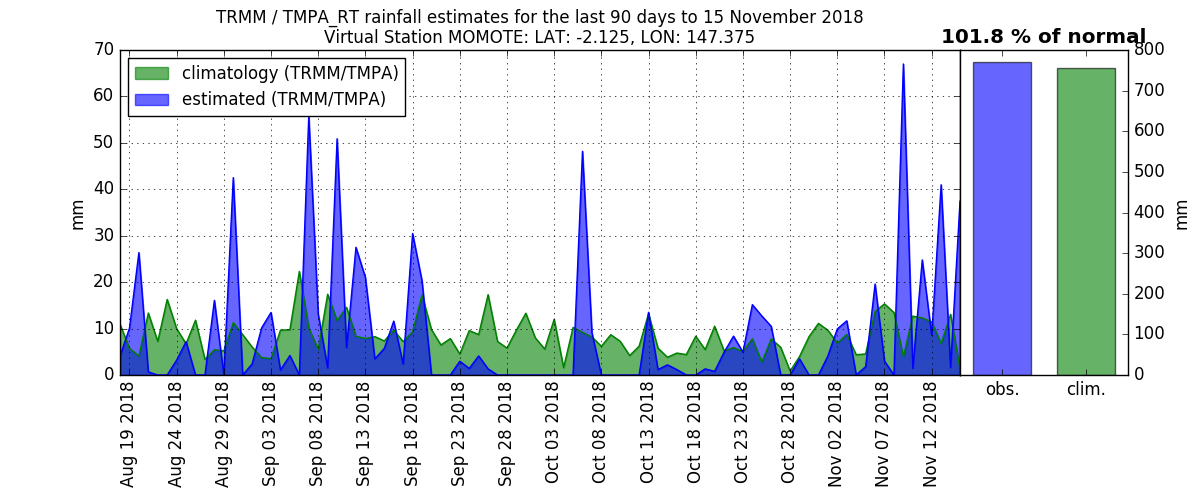 TRMM / TMPA_RT rainfall estimates for the last 90 days to 15 November 2018
Virtual Station MOMOTE: LAT: -2.125, LON: 147.375
101.8 % of normal
climatology (TRMM/TMPA)
estimated (TRMM/TMPA)
70
60
50
40
30
20
10
0
mm
800
700
600
500
400
300
200
100
0
mm
obs.
clim.
Aug 19 2018
Aug 24 2018
Aug 29 2018
Sep 03 2018
Sep 08 2018
Sep 13 2018
Sep 18 2018
Sep 23 2018
Sep 28 2018
Oct 03 2018
Oct 08 2018
Oct 13 2018
Oct 18 2018
Oct 23 2018
Oct 28 2018
Nov 02 2018
Nov 07 2018
Nov 12 2018